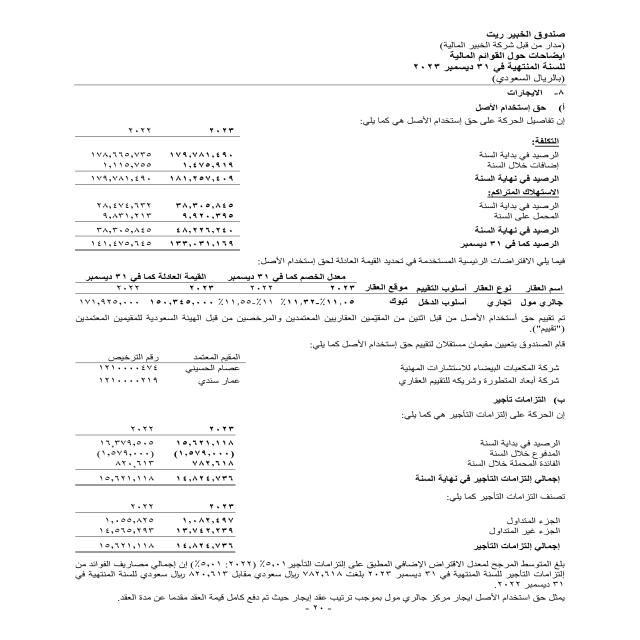 صندوق الخبير ريت
(مدار من قبل شركة الخبير المالية)
إيضاحات حول القوائم المالية
للسنة المنتهية في ٣١ ديسمبر ٢٠٢٣
(بالريال السعودي)
٨- الايجارات
أ) حق إستخدام الأصل
إن تفاصيل الحركة على حق إستخدام الأصل هي كما يلي:
٢٠٢٣ ٢٠٢٢
التكلفة:
الرصيد في بداية السنة ١٧٩,٧٨١,٤٩٠ ١٧٨,٦٦٥,٧٣٥
إضافات خلال السنة ١,٤٧٥,٩١٩ ١,١١٥,٧٥٥
الرصيد في نهاية السنة ١٨١,٢٥٧,٤٠٩ ١٧٩,٧٨١,٤٩٠
الاستهلاك المتراكم:
الرصيد في بداية السنة ٣٨,٣٠٥,٨٤٥ ٢٨,٤٧٤,٦٣٢
المحمل على السنة ٩,٩٢٠,٣٩٥ ٩,٨٣١,٢١٣
الرصيد في نهاية السنة ٤٨,٢٢٦,٢٤٠ ٣٨,٣٠٥,٨٤٥
الرصيد كما في ٣١ ديسمبر ١٣٣,٠٣١,١٦٩ ١٤١,٤٧٥,٦٤٥
فيما يلي الافتراضات الرئيسية المستخدمة في تحديد القيمة العادلة لحق إستخدام الأصل:
معدل الخصم كما في ٣١ ديسمبر القيمة العادلة كما في ٣١ ديسمبر
اسم العقار نوع العقار أسلوب التقييم موقع العقار ٢٠٢٣ ٢٠٢٢ ٢٠٢٣ ٢٠٢٢
جالري مول تجاري أسلوب الدخل تبوك ١١,٠٥٪-١١,٣٢٪ ١١٪-١١,٥٥٪ ١٥٠,٣٤٥,٠٠٠ ١٧١,٩٢٥,٠٠٠
تم تقييم حق أستخدام الأصل من قبل اثنين من المقيّمين العقاريين المعتمدين والمرخصين من قبل الهيئة السعودية للمقيمين المعتمدين
("تقييم").
قام الصندوق بتعيين مقيمان مستقلان لتقييم حق إستخدام الأصل كما يلي:
المقيم المعتمد رقم الترخيص
شركة المكعبات البيضاء للاستشارات المهنية عصام الحسيني ١٢١٠٠٠٠٤٧٤
شركة أبعاد المتطورة وشريكه للتقييم العقاري عمار سندي ١٢١٠٠٠٠٢١٩
ب) التزامات تأجير
إن الحركة على إلتزامات التأجير هي كما يلي:
٢٠٢٣ ٢٠٢٢
الرصيد في بداية السنة ١٥,٦٢١,١١٨ ١٦,٣٧٩,٥٠٥
المدفوع خلال السنة (١,٥٧٩,٠٠٠) (١,٥٧٩,٠٠٠)
الفائدة المحملة خلال السنة ٧٨٢,٦١٨ ٨٢٠,٦١٣
إجمالي إلتزامات التأجير في نهاية السنة ١٤,٨٢٤,٧٣٦ ١٥,٦٢١,١١٨
تصنف التزامات التأجير كما يلي:
٢٠٢٣ ٢٠٢٢
الجزء المتداول ١,٠٨٢,٤٩٧ ١,٠٥٥,٨٢٥
الجزء غير المتداول ١٣,٧٤٢,٢٣٩ ١٤,٥٦٥,٢٩٣
إجمالي إلتزامات التأجير ١٤,٨٢٤,٧٣٦ ١٥,٦٢١,١١٨
بلغ المتوسط المرجح لمعدل الاقتراض الإضافي المطبق على إلتزامات التأجير ٥,٠١٪ (٢٠٢٢: ٥,٠١٪) إن إجمالي مصاريف الفوائد من
إلتزامات التأجير للسنة المنتهية في ٣١ ديسمبر ٢٠٢٣ بلغت ٧٨٢,٦١٨ ريال سعودي مقابل ٨٢٠,٦١٣ ريال سعودي للسنة المنتهية في
٣١ ديسمبر ٢٠٢٢.
يمثل حق استخدام الأصل ايجار مركز جالري مول بموجب ترتيب عقد إيجار حيث تم دفع كامل قيمة العقد مقدما عن مدة العقد.
- ٢٠ -